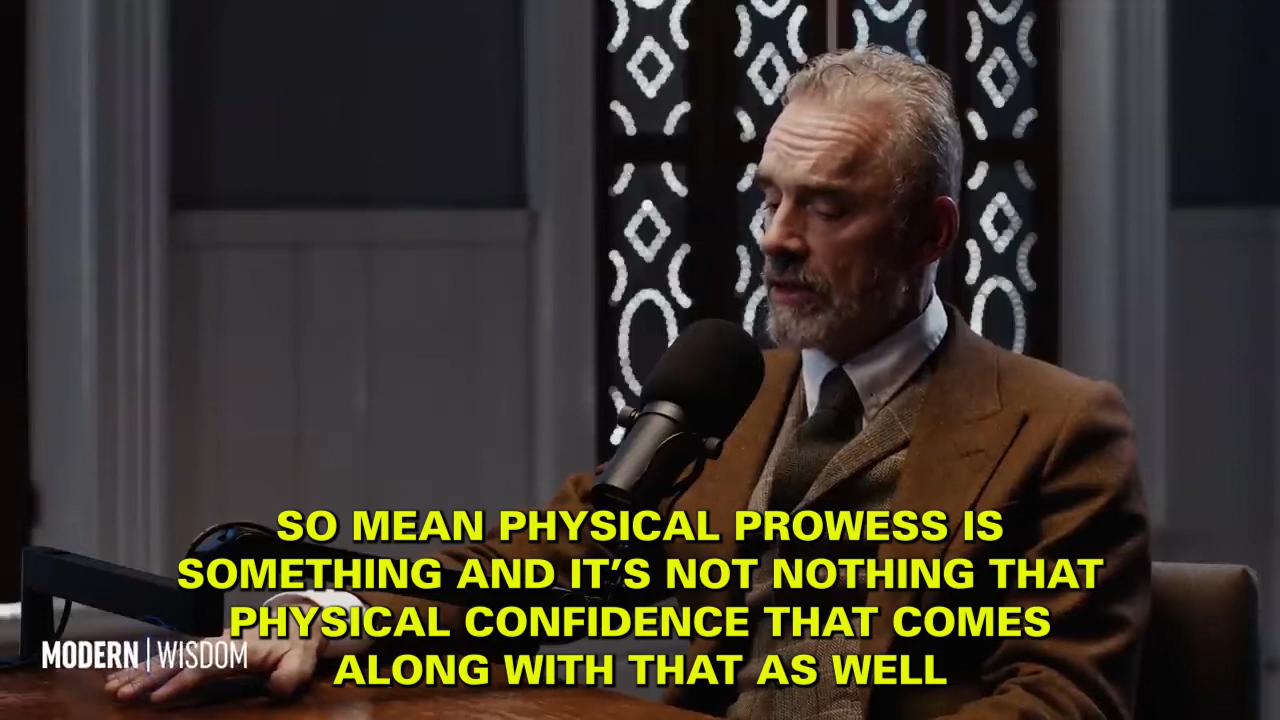 SO MEAN PHYSICAL PROWESS IS
SOMETHING AND IT'S NOT NOTHING THAT
PHYSICAL CONFIDENCE THAT COMES
ALONG WITH THAT AS WELL
MODERN | WISDOM